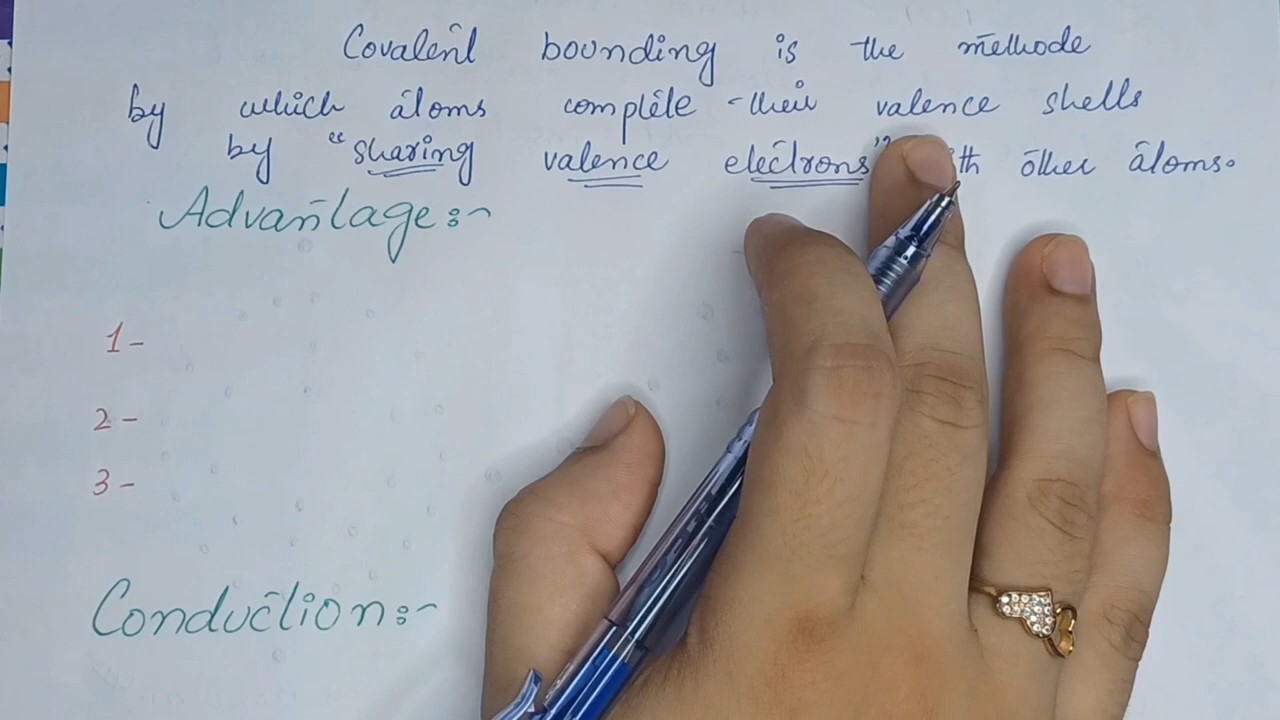 Covalent bounding is the methode
by which atoms complete their valence shells
by "sharing valence electrons" with other atoms.
Advantage:-
1-
2-
3-
Conduction:-